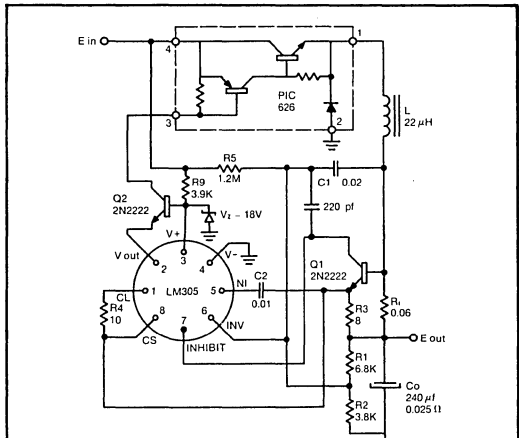 E in
4
1
PIC
626
3
2
L
22 µH
R5
1.2M
C1 0.02
R9
3.9K
220 pf
Q2
2N2222
Vz – 18V
V+
V out
V-
Q1
2N2222
2
3
4
CL
1
LM305
5
NI
C2
0.01
R4
10
8
7
6
INV
CS
INHIBIT
R3
8
0.06
E out
R1
6.8K
R2
3.8K
Co
240 µf
0.025 Ω